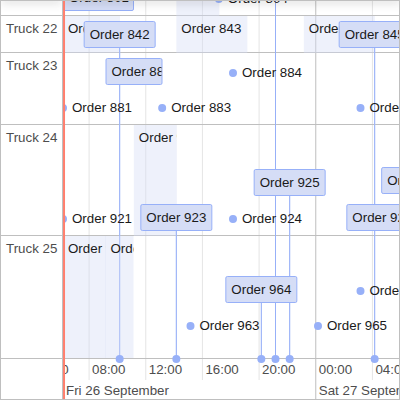 Truck 22
Order 842
Order 843
Truck 23
Order 884
Order 881
Order 883
Truck 24
Order
Order 925
Order 921
Order 923
Order 924
Truck 25
Order
Order 964
Order 963
Order 965
08:00 12:00 16:00 20:00 00:00
Fri 26 September
Sat 27